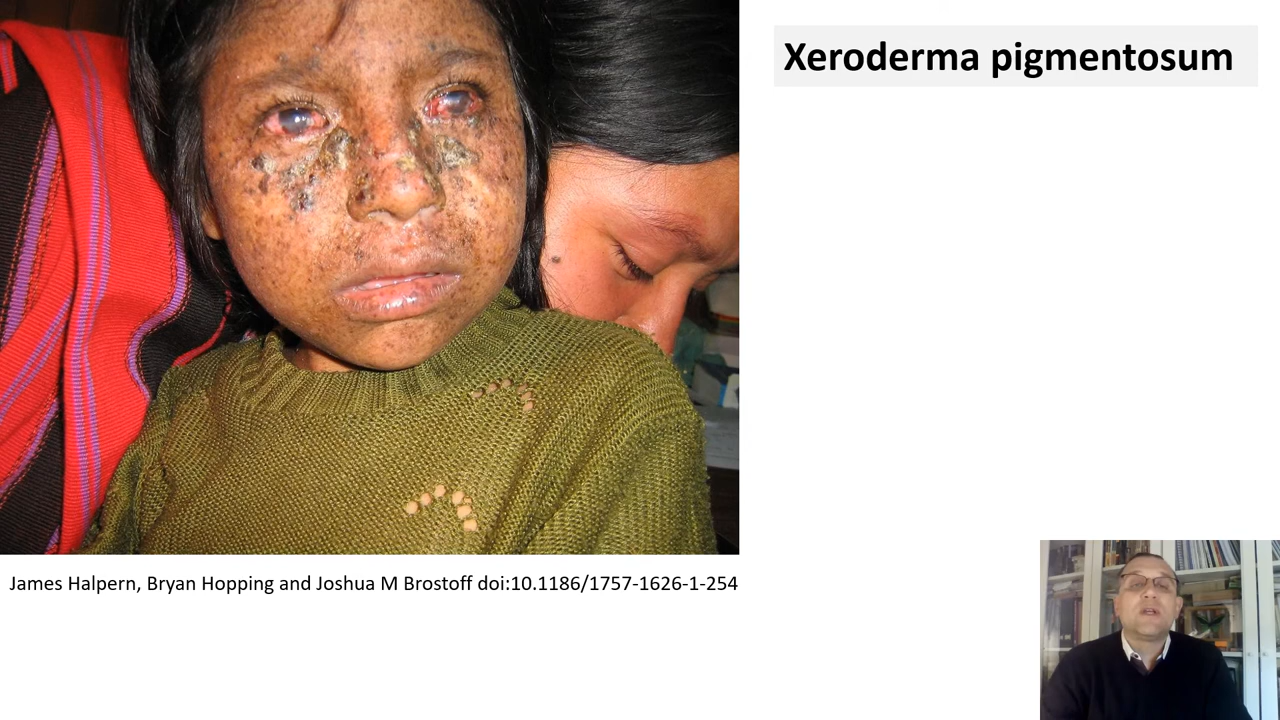 Xeroderma pigmentosum
James Halpern, Bryan Hopping and Joshua M Brostoff doi:10.1186/1757-1626-1-254